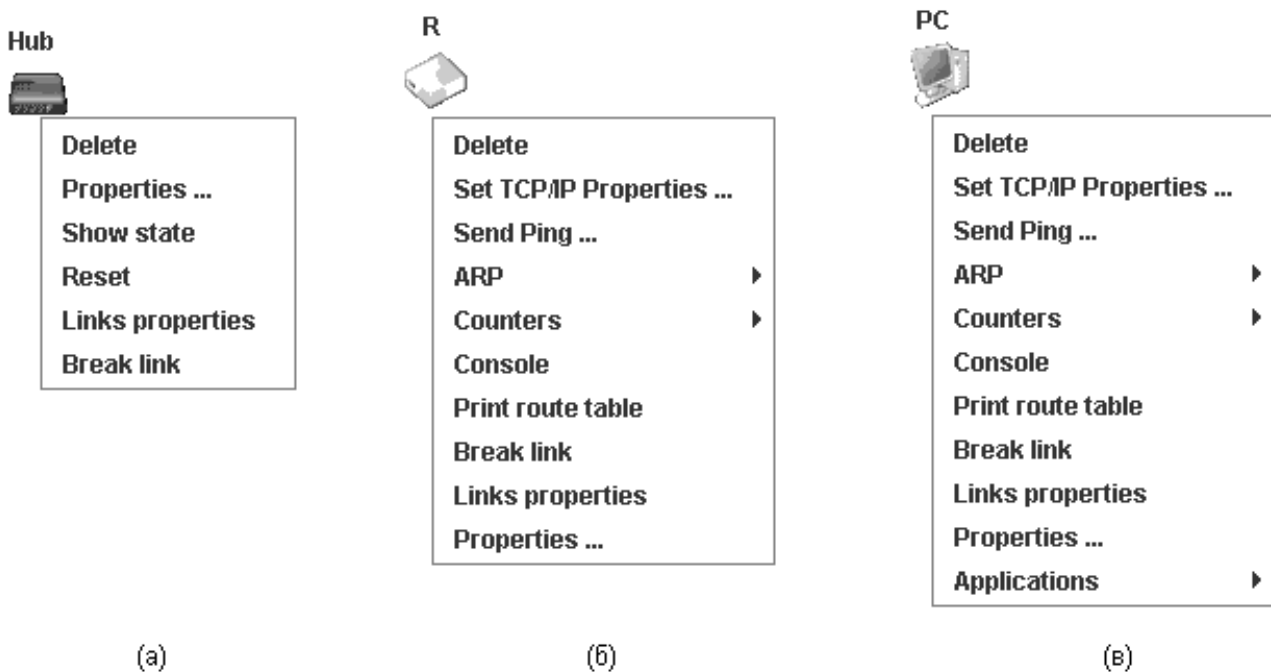 Hub
Delete
Properties ...
Show state
Reset
Links properties
Break link
(а)
R
Delete
Set TCP/IP Properties ...
Send Ping ...
ARP
Counters
Console
Print route table
Break link
Links properties
Properties ...
(б)
PC
Delete
Set TCP/IP Properties ...
Send Ping ...
ARP
Counters
Console
Print route table
Break link
Links properties
Properties ...
Applications
(в)